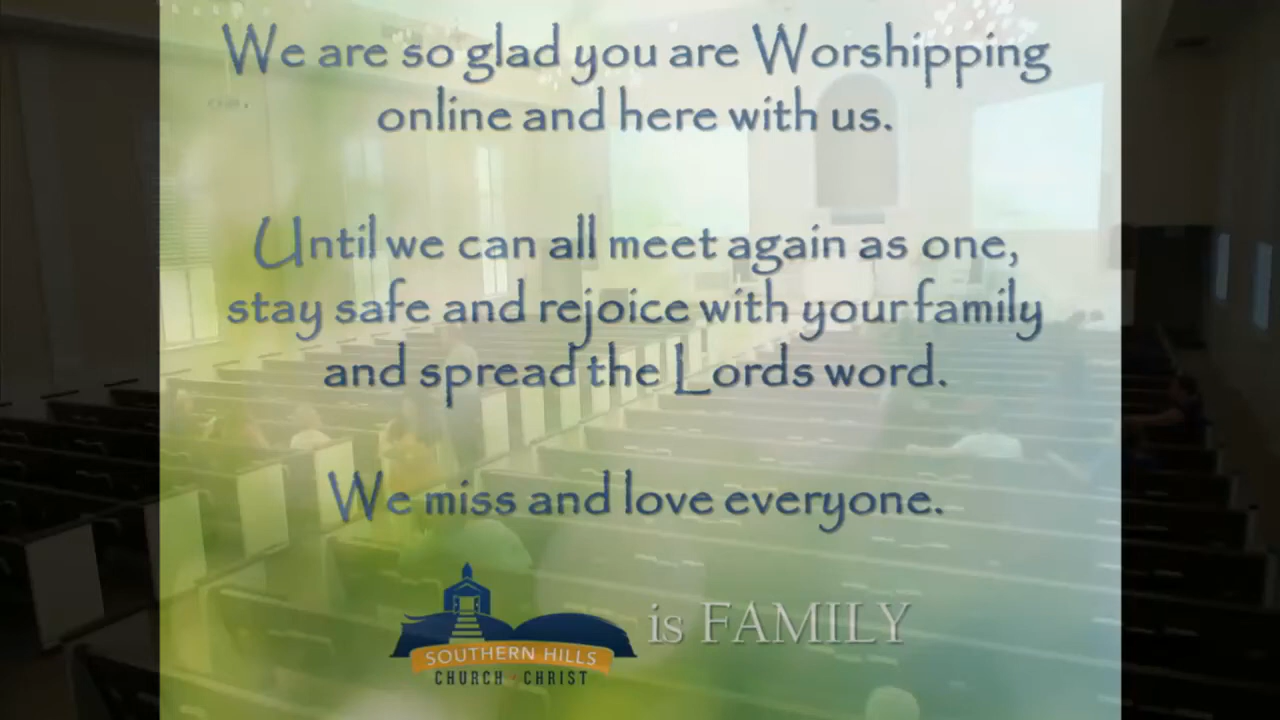 We are so glad you are Worshipping
online and here with us.
Until we can all meet again as one,
stay safe and rejoice with your family
and spread the Lords word.
We miss and love everyone.
is FAMILY
SOUTHERN HILLS
CHURCH CHRIST